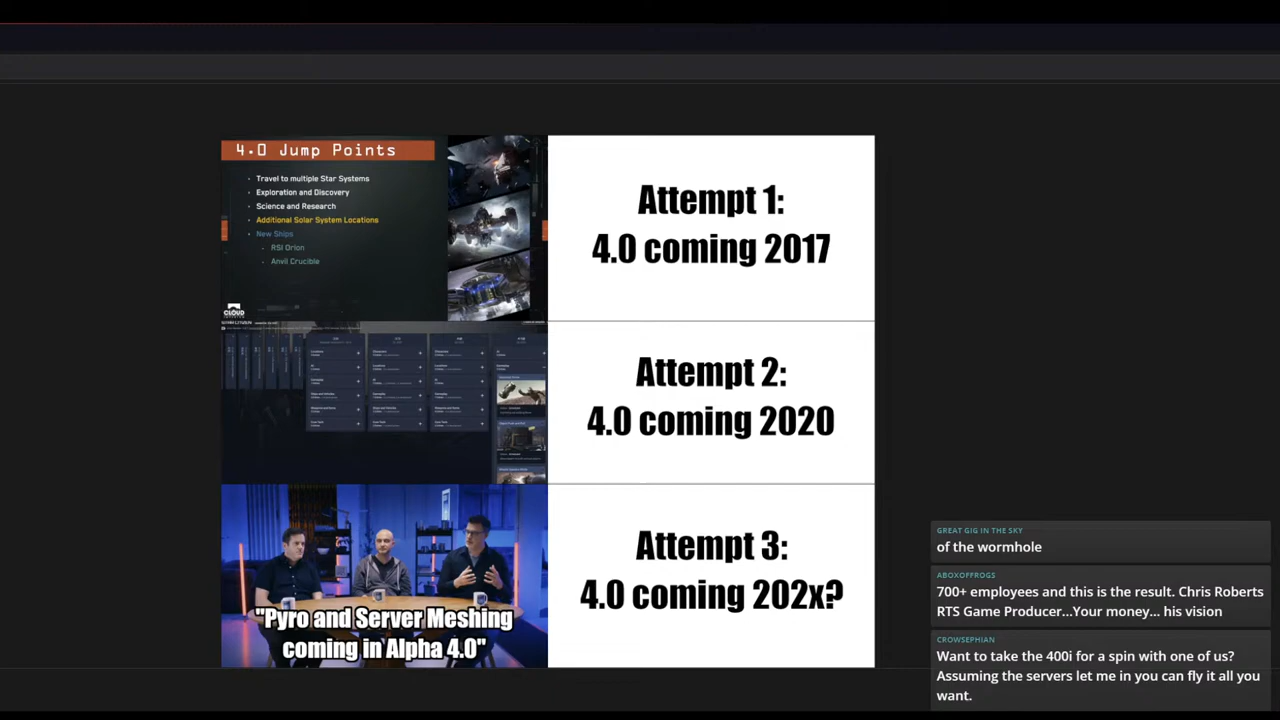 4.0 Jump Points
Travel to multiple Star Systems
Exploration and Discovery
Science and Research
Additional Solar System Locations
New Ships
RSI Orion
Anvil Crucible
CLOUD
Attempt 1:
4.0 coming 2017
Attempt 2:
4.0 coming 2020
"Pyro and Server Meshing
coming in Alpha 4.0"
Attempt 3:
4.0 coming 202x?
GREAT GIG IN THE SKY
of the wormhole
ABOXOFFROGS
700+ employees and this is the result. Chris Roberts
RTS Game Producer...Your money... his vision
CROWSEPHIAN
Want to take the 400i for a spin with one of us?
Assuming the servers let me in you can fly it all you
want.